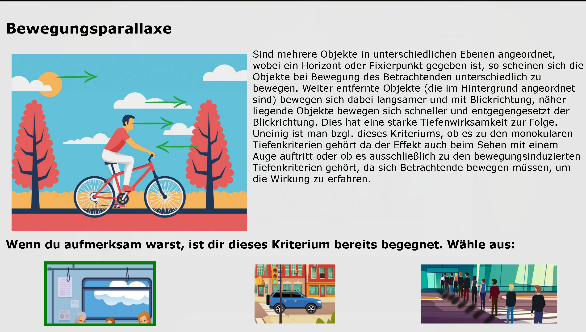 Bewegungsparallaxe
Sind mehrere Objekte in unterschiedlichen Ebenen angeordnet,
wobei ein Horizont oder Fixierpunkt gegeben ist, so scheinen sich die
Objekte bei Bewegung des Betrachtenden unterschiedlich zu
bewegen. Weiter entfernte Objekte (die im Hintergrund angeordnet
sind) bewegen sich dabei langsamer und mit Blickrichtung, näher
liegende Objekte bewegen sich schneller und entgegengesetzt der
Blickrichtung. Dies hat eine starke Tiefenwirksamkeit zur Folge.
Uneinig ist man bzgl. dieses Kriteriums, ob es zu den monokularen
Tiefenkriterien gehört da der Effekt auch beim Sehen mit einem
Auge auftritt oder ob es ausschließlich zu den bewegungsinduzierten
Tiefenkriterien gehört, da sich Betrachtende bewegen müssen, um
die Wirkung zu erfahren.
Wenn du aufmerksam warst, ist dir dieses Kriterium bereits begegnet. Wähle aus: